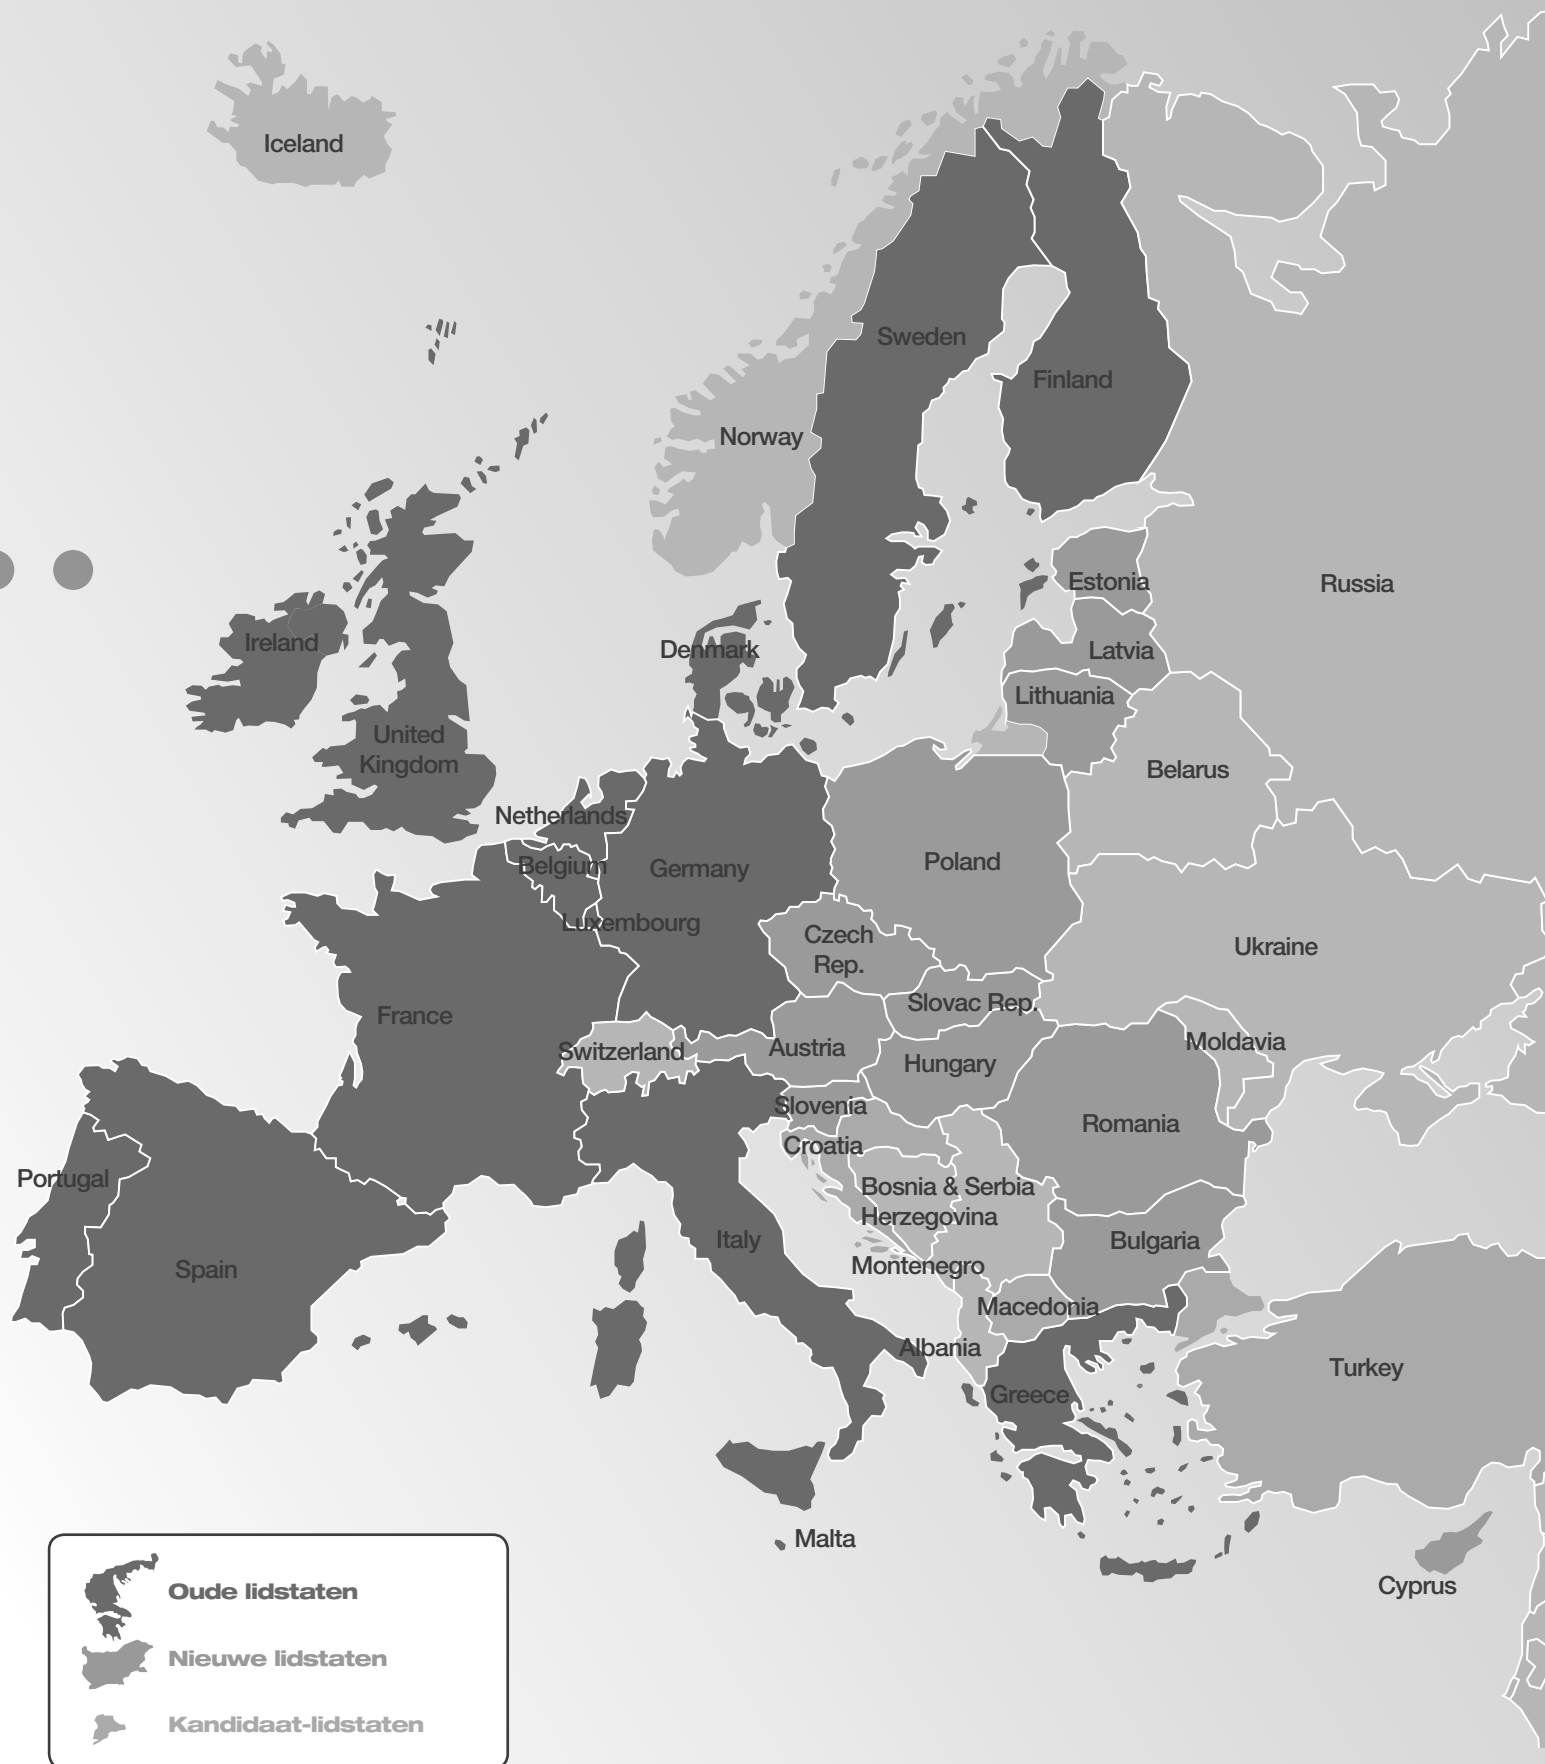 Iceland
Sweden
Finland
Norway
Estonia
Russia
Ireland
Denmark
Latvia
Lithuania
United
Kingdom
Belarus
Netherlands
Belgium
Germany
Poland
Luxembourg
Czech
Rep.
Ukraine
Slovac Rep.
France
Switzerland
Austria
Hungary
Moldavia
Slovenia
Romania
Croatia
Portugal
Bosnia & Serbia
Herzegovina
Italy
Bulgaria
Spain
Montenegro
Macedonia
Albania
Turkey
Greece
Malta
Cyprus
Oude lidstaten
Nieuwe lidstaten
Kandidaat-lidstaten